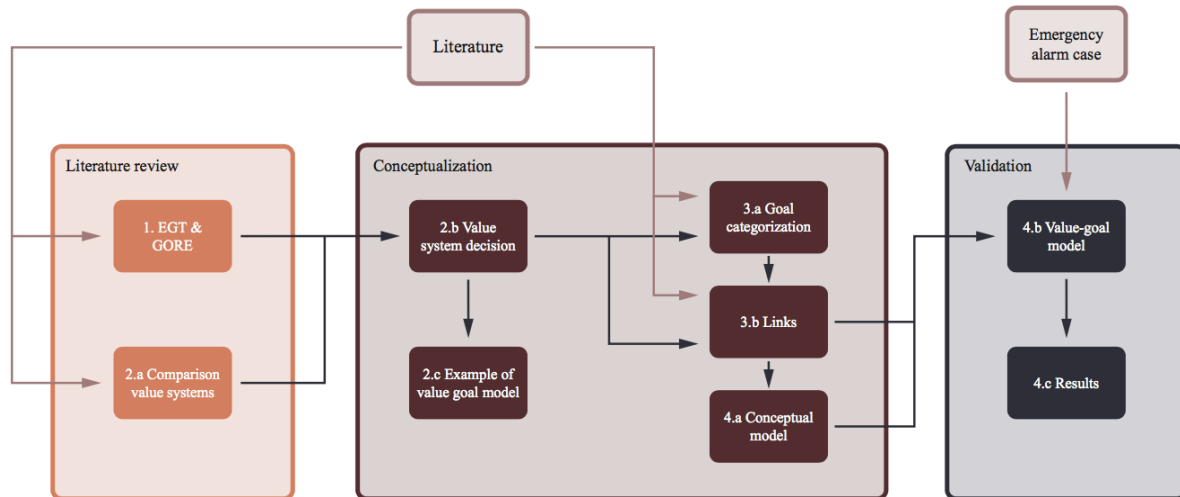 Literature
Emergency
alarm case
Literature review
1. EGT &
GORE
2.a Comparison
value systems
Conceptualization
2.b Value
system decision
2.c Example of
value goal model
3.a Goal
categorization
3.b Links
4.a Conceptual
model
Validation
4.b Value-goal
model
4.c Results